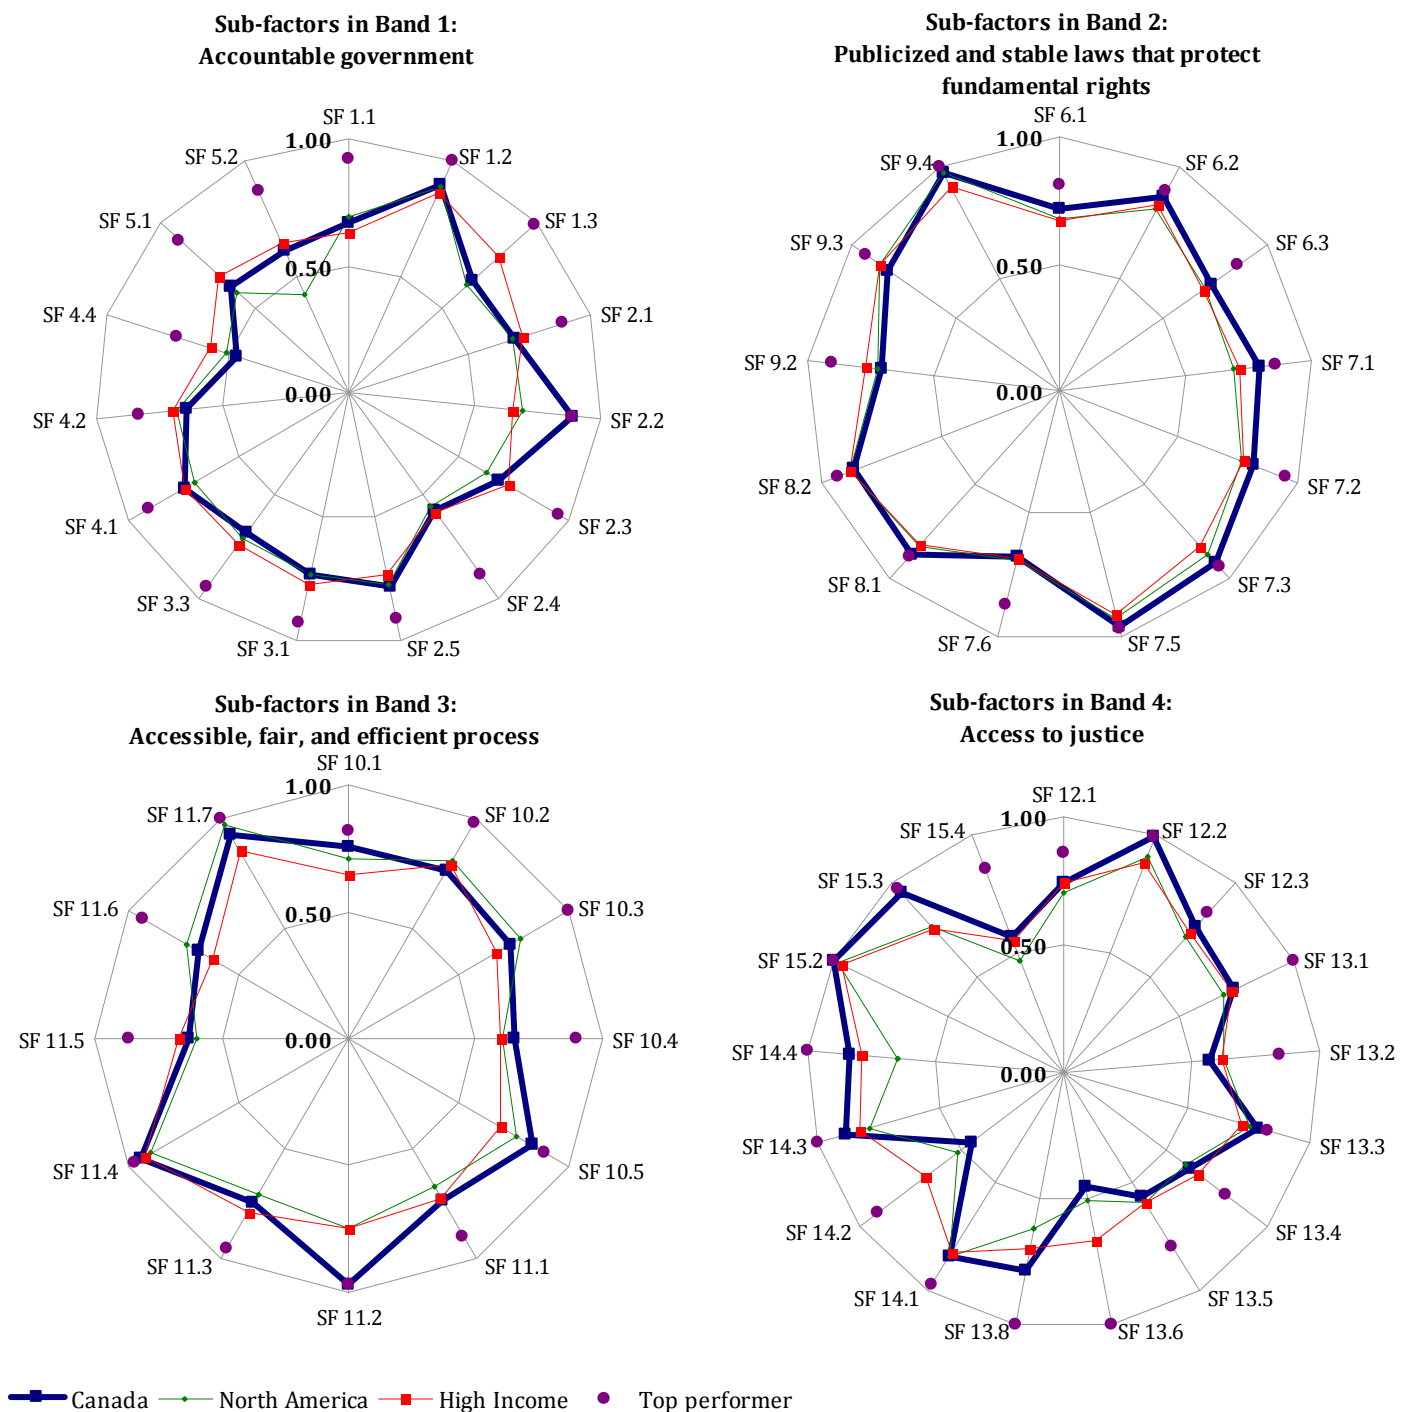 Sub-factors in Band 1:
Accountable government
SF 1.1
1.00
SF 1.2
SF 1.3
SF 2.1
SF 2.2
SF 2.3
SF 2.4
SF 2.5
SF 3.1
SF 3.3
SF 4.1
SF 4.2
SF 4.4
SF 5.1
SF 5.2
0.50
0.00
Sub-factors in Band 2:
Publicized and stable laws that protect
fundamental rights
SF 6.1
1.00
SF 6.2
SF 6.3
SF 7.1
SF 7.2
SF 7.3
SF 7.5
SF 7.6
SF 8.1
SF 8.2
SF 9.2
SF 9.3
SF 9.4
0.50
0.00
Sub-factors in Band 3:
Accessible, fair, and efficient process
SF 10.1
1.00
SF 10.2
SF 10.3
SF 10.4
SF 10.5
SF 11.1
SF 11.2
SF 11.3
SF 11.4
SF 11.5
SF 11.6
SF 11.7
0.50
0.00
Sub-factors in Band 4:
Access to justice
SF 12.1
1.00
SF 12.2
SF 12.3
SF 13.1
SF 13.2
SF 13.3
SF 13.4
SF 13.5
SF 13.6
SF 13.8
SF 14.1
SF 14.2
SF 14.3
SF 14.4
SF 15.2
SF 15.3
SF 15.4
0.50
0.00
Canada North America High Income Top performer